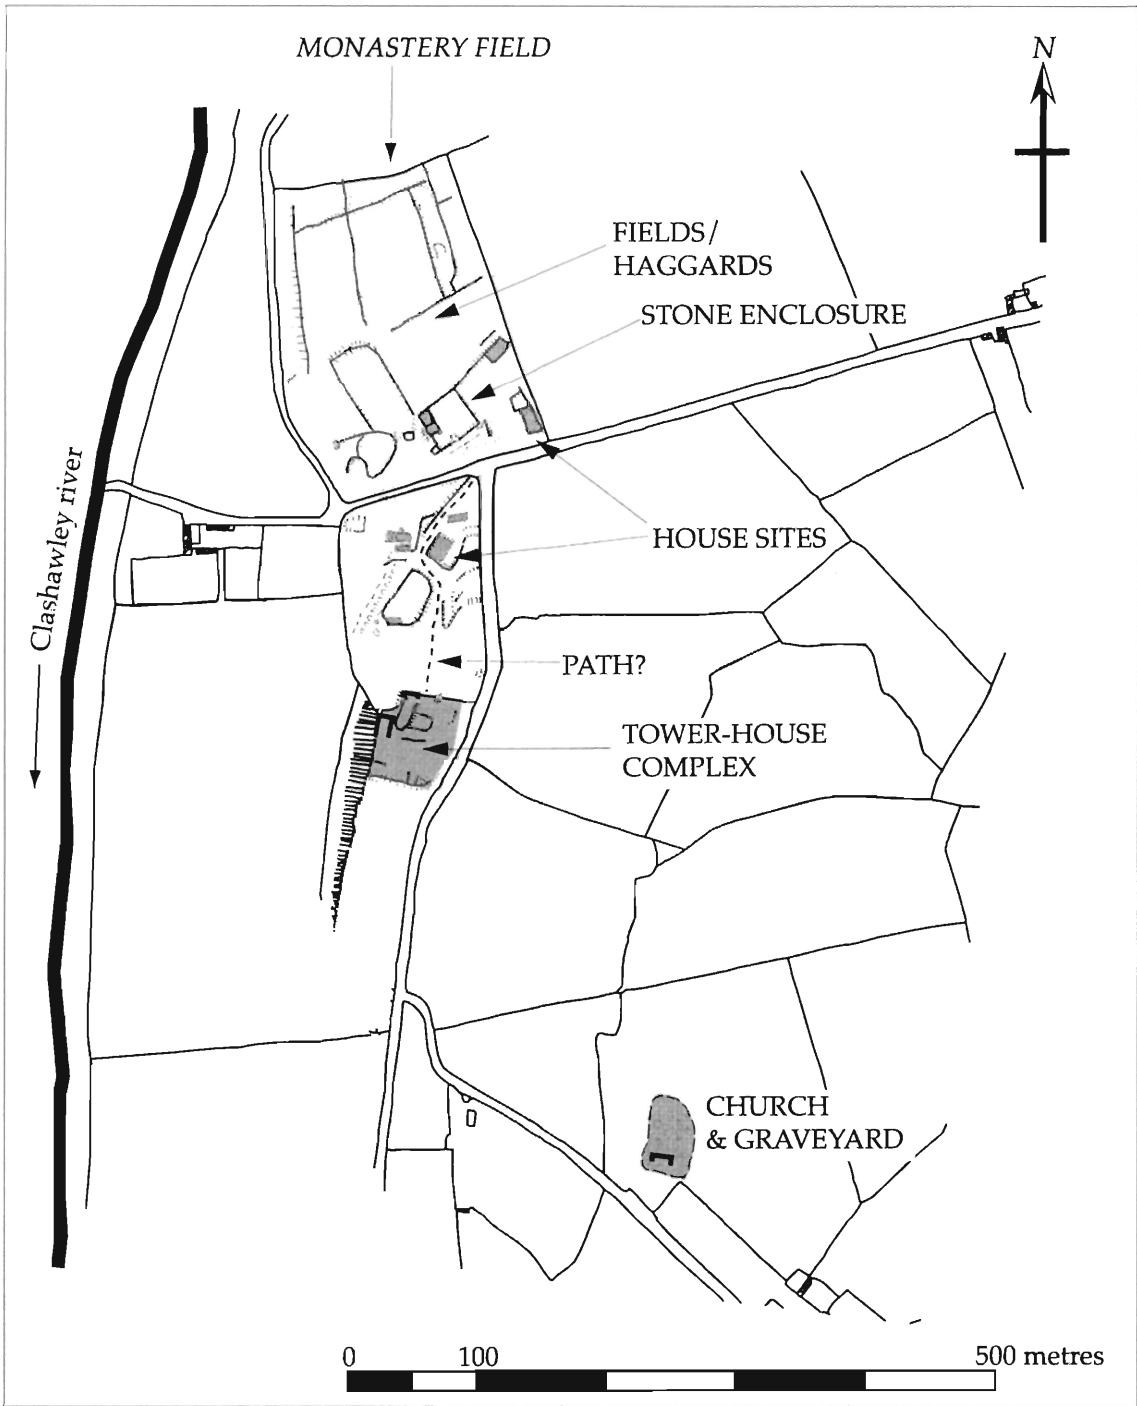 MONASTERY FIELD
N
FIELDS/
HAGGARDS
STONE ENCLOSURE
Clashawley river
HOUSE SITES
PATH?
TOWER-HOUSE
COMPLEX
CHURCH
& GRAVEYARD
0 100 500 metres